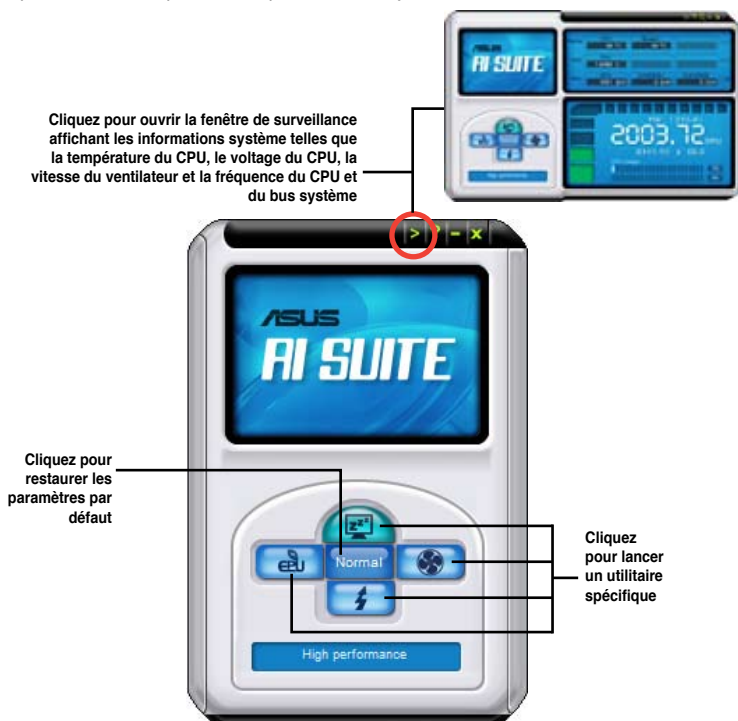 ASUS
AI SUITE
2003.72
Cliquez pour ouvrir la fenêtre de surveillance
affichant les informations système telles que
la température du CPU, le voltage du CPU, la
vitesse du ventilateur et la fréquence du CPU et
du bus système
> ? - x
ASUS
AI SUITE
Cliquez pour
restaurer les
paramètres par
défaut
zzz
EPU
Normal
Cliquez
pour lancer
un utilitaire
spécifique
High performance